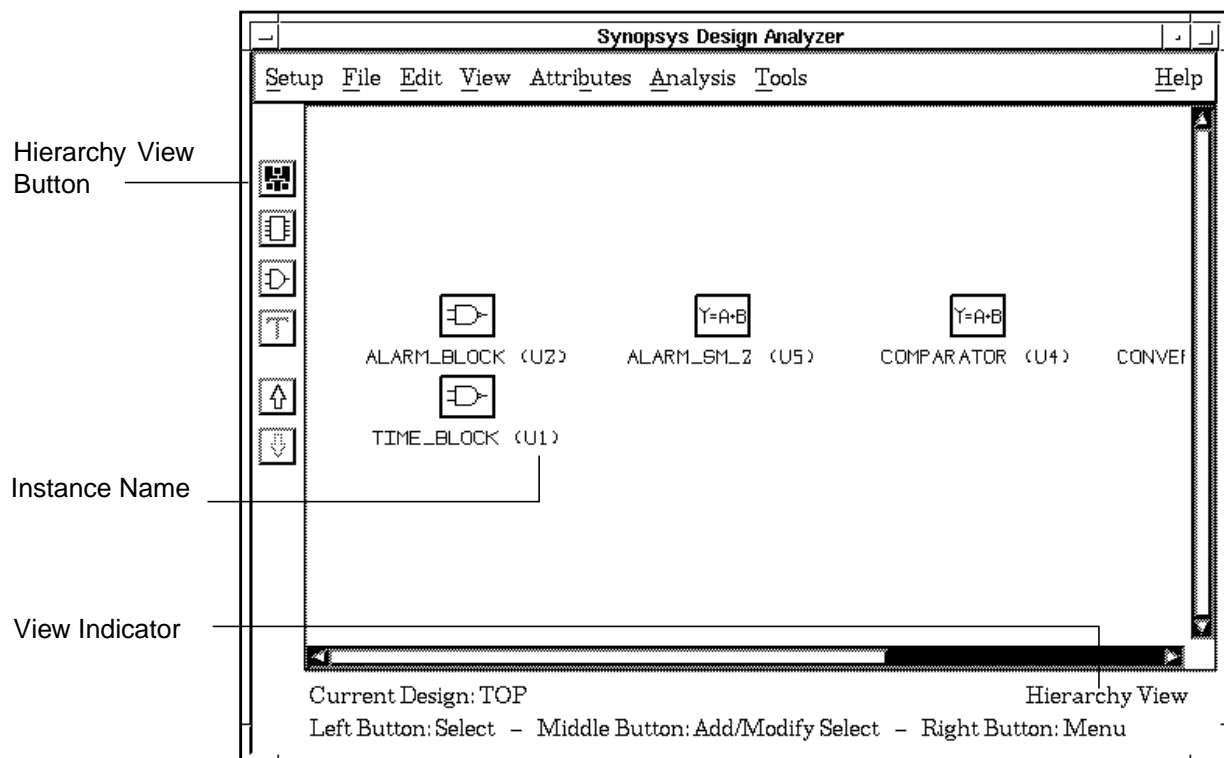 Synopsys Design Analyzer
Setup File Edit View Attributes Analysis Tools Help
Hierarchy View
Button
Y=A+B
Y=A+B
ALARM_BLOCK (U2) ALARM_SM_2 (U5) COMPARATOR (U4) CONVER
TIME_BLOCK (U1)
Instance Name
View Indicator
Current Design: TOP Hierarchy View
Left Button: Select – Middle Button: Add/Modify Select – Right Button: Menu